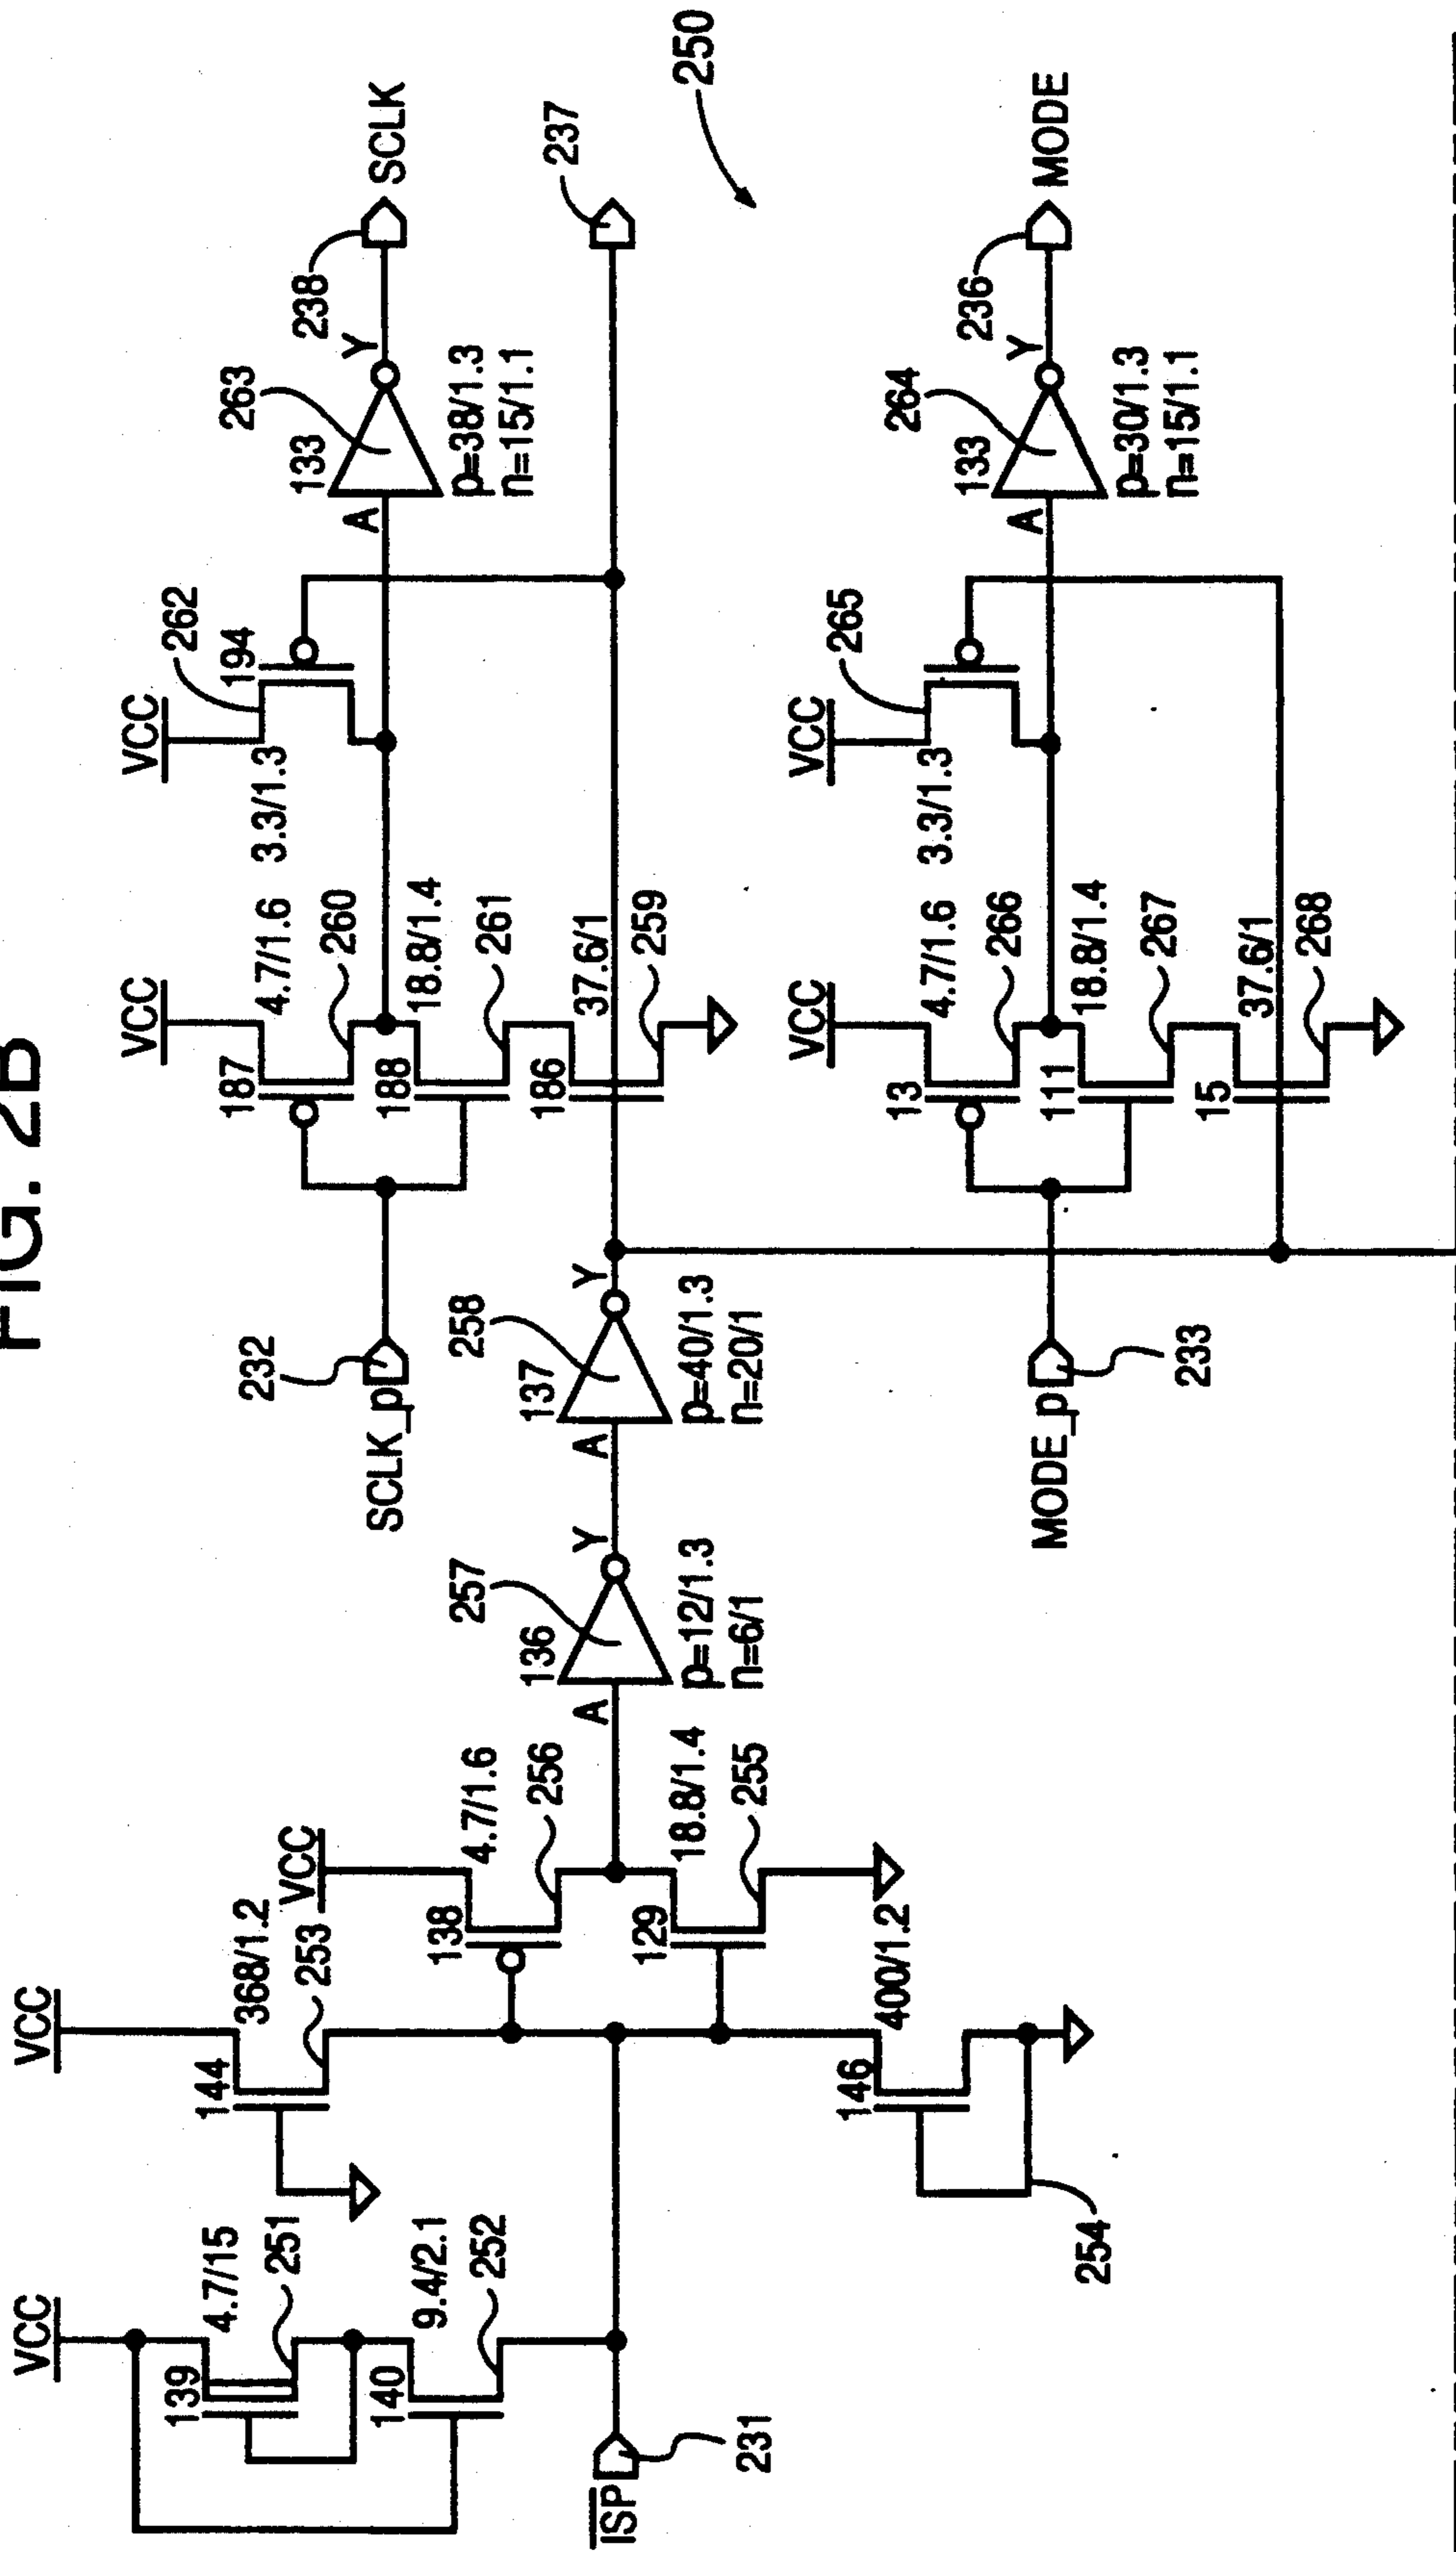 FIG. 2B
VCC
139
4.7/15
251
140
9.4/2.1
252
ISP
231
VCC
144
368/1.2
253
VCC
138
4.7/1.6
256
129
18.8/1.4
255
146
400/1.2
254
A
136
257
Y
p=12/1.3
n=6/1
A
137
258
Y
p=40/1.3
n=20/1
232
SCLK_p
VCC
187
4.7/1.6
260
188
18.8/1.4
261
186
37.6/1
259
VCC
262
194
3.3/1.3
A
133
263
Y
p=38/1.3
n=15/1.1
238
SCLK
237
250
MODE_p
233
VCC
13
4.7/1.6
266
111
18.8/1.4
267
15
37.6/1
268
VCC
265
3.3/1.3
A
133
264
Y
p=30/1.3
n=15/1.1
236
MODE